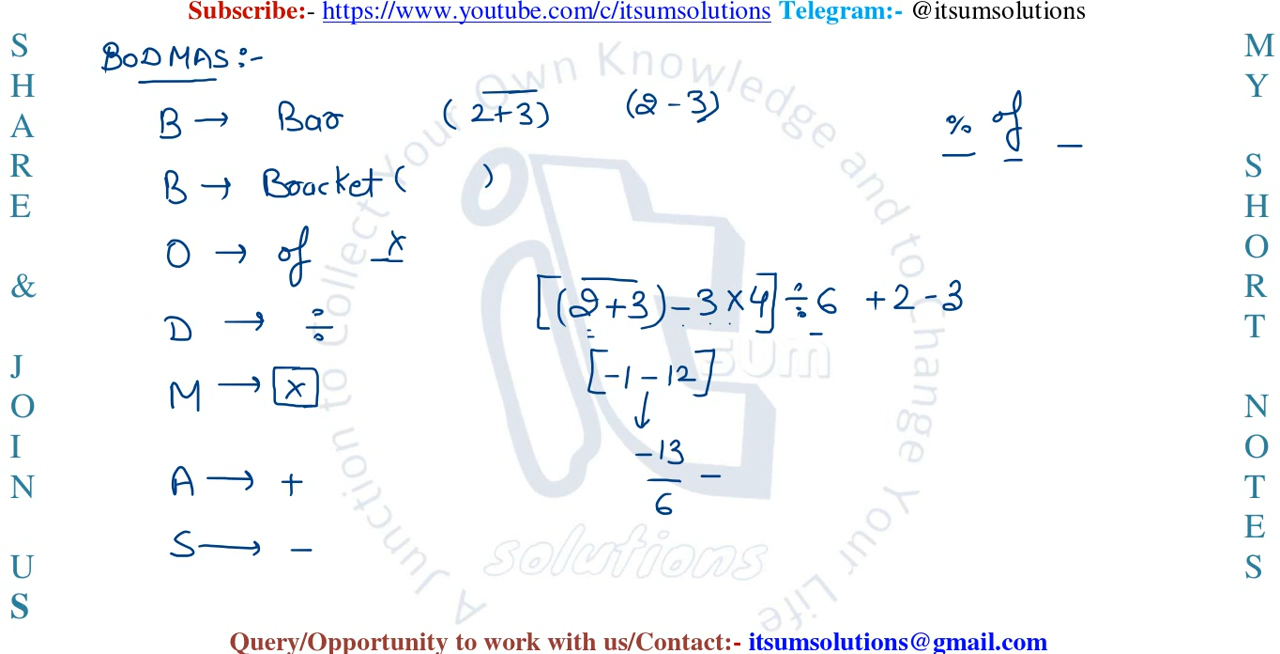 Subscribe:- https://www.youtube.com/c/itsumsolutions Telegram:- @itsumsolutions
SHARE & JOIN US
MY SHORT NOTES
BODMAS:-
B → Bar (2+3) (2-3)
% of _
B → Bracket ( )
O → of x
[(2+3)-3×4]÷6 +2-3
D → ÷
[-1-12]
M → x
↓
-13/6 -
A → +
S → -
A Junction to Collect Your Own Knowledge and to Change Your Life
itsum
solutions
Query/Opportunity to work with us/Contact:- itsumsolutions@gmail.com